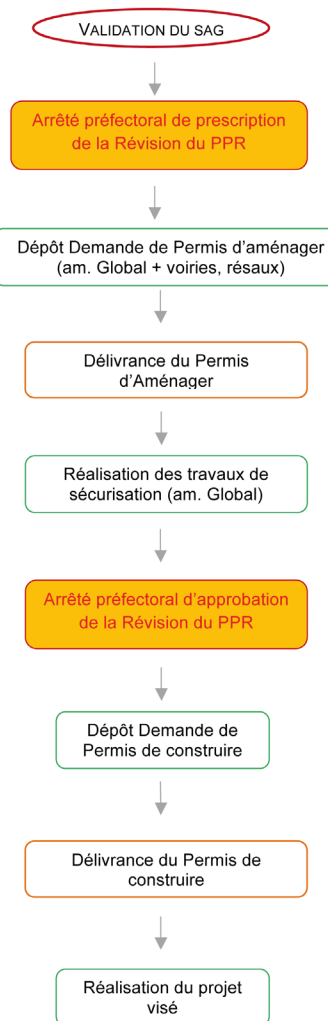 VALIDATION DU SAG
Arrêté préfectoral de prescription
de la Révision du PPR
Dépôt Demande de Permis d'aménager
(am. Global + voiries, résaux)
Délivrance du Permis
d'Aménager
Réalisation des travaux de
sécurisation (am. Global)
Arrêté préfectoral d'approbation
de la Révision du PPR
Dépôt Demande de
Permis de construire
Délivrance du Permis de
construire
Réalisation du projet
visé